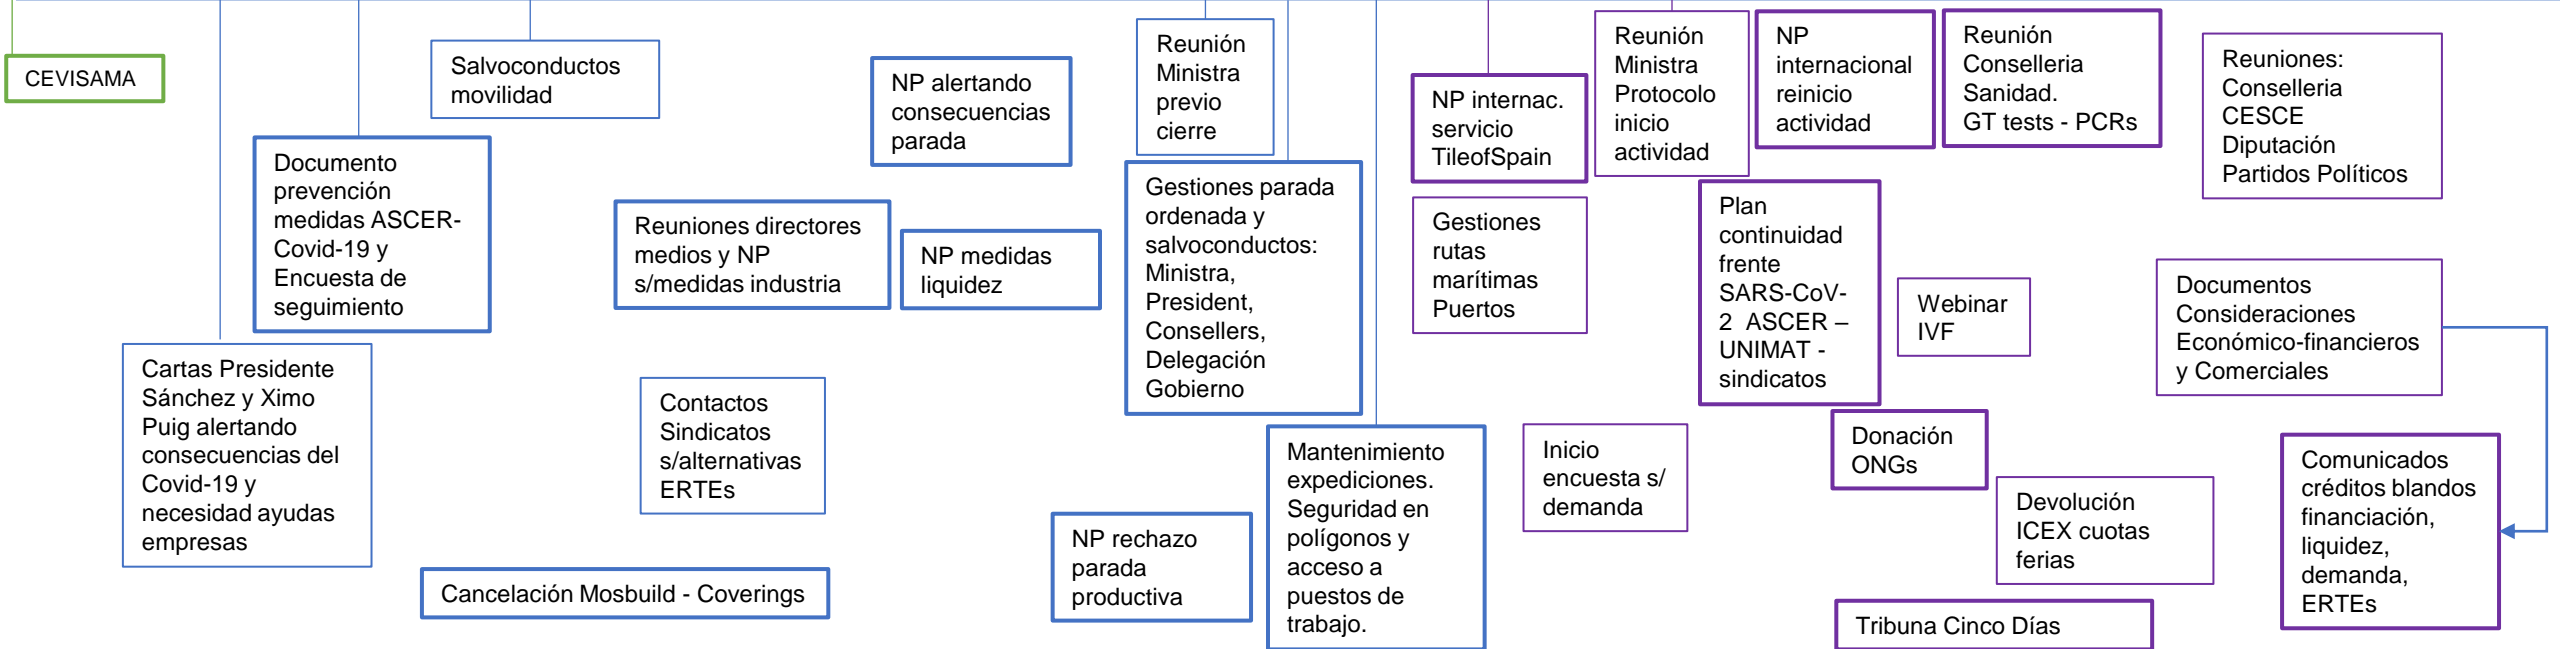 CEVISAMA
Cartas Presidente
Sánchez y Ximo
Puig alertando
consecuencias del
Covid-19 y
necesidad ayudas
empresas
Documento
prevención
medidas ASCER-
Covid-19 y
Encuesta de
seguimiento
Salvoconductos
movilidad
Cancelación Mosbuild - Coverings
Reuniones directores
medios y NP
s/medidas industria
Contactos
Sindicatos
s/alternativas
ERTEs
NP alertando
consecuencias
parada
NP medidas
liquidez
NP rechazo
parada
productiva
Reunión
Ministra
previo
cierre
Gestiones parada
ordenada y
salvoconductos:
Ministra,
President,
Consellers,
Delegación
Gobierno
Mantenimiento
expediciones.
Seguridad en
polígonos y
acceso a
puestos de
trabajo.
NP internac.
servicio
TileofSpain
Gestiones
rutas
marítimas
Puertos
Inicio
encuesta s/
demanda
Reunión
Ministra
Protocolo
inicio
actividad
Plan
continuidad
frente
SARS-CoV-
2 ASCER –
UNIMAT -
sindicatos
NP
internacional
reinicio
actividad
Donación
ONGs
Tribuna Cinco Días
Webinar
IVF
Reunión
Conselleria
Sanidad.
GT tests - PCRs
Devolución
ICEX cuotas
ferias
Reuniones:
Conselleria
CESCE
Diputación
Partidos Políticos
Documentos
Consideraciones
Económico-financieros
y Comerciales
Comunicados
créditos blandos
financiación,
liquidez,
demanda,
ERTEs